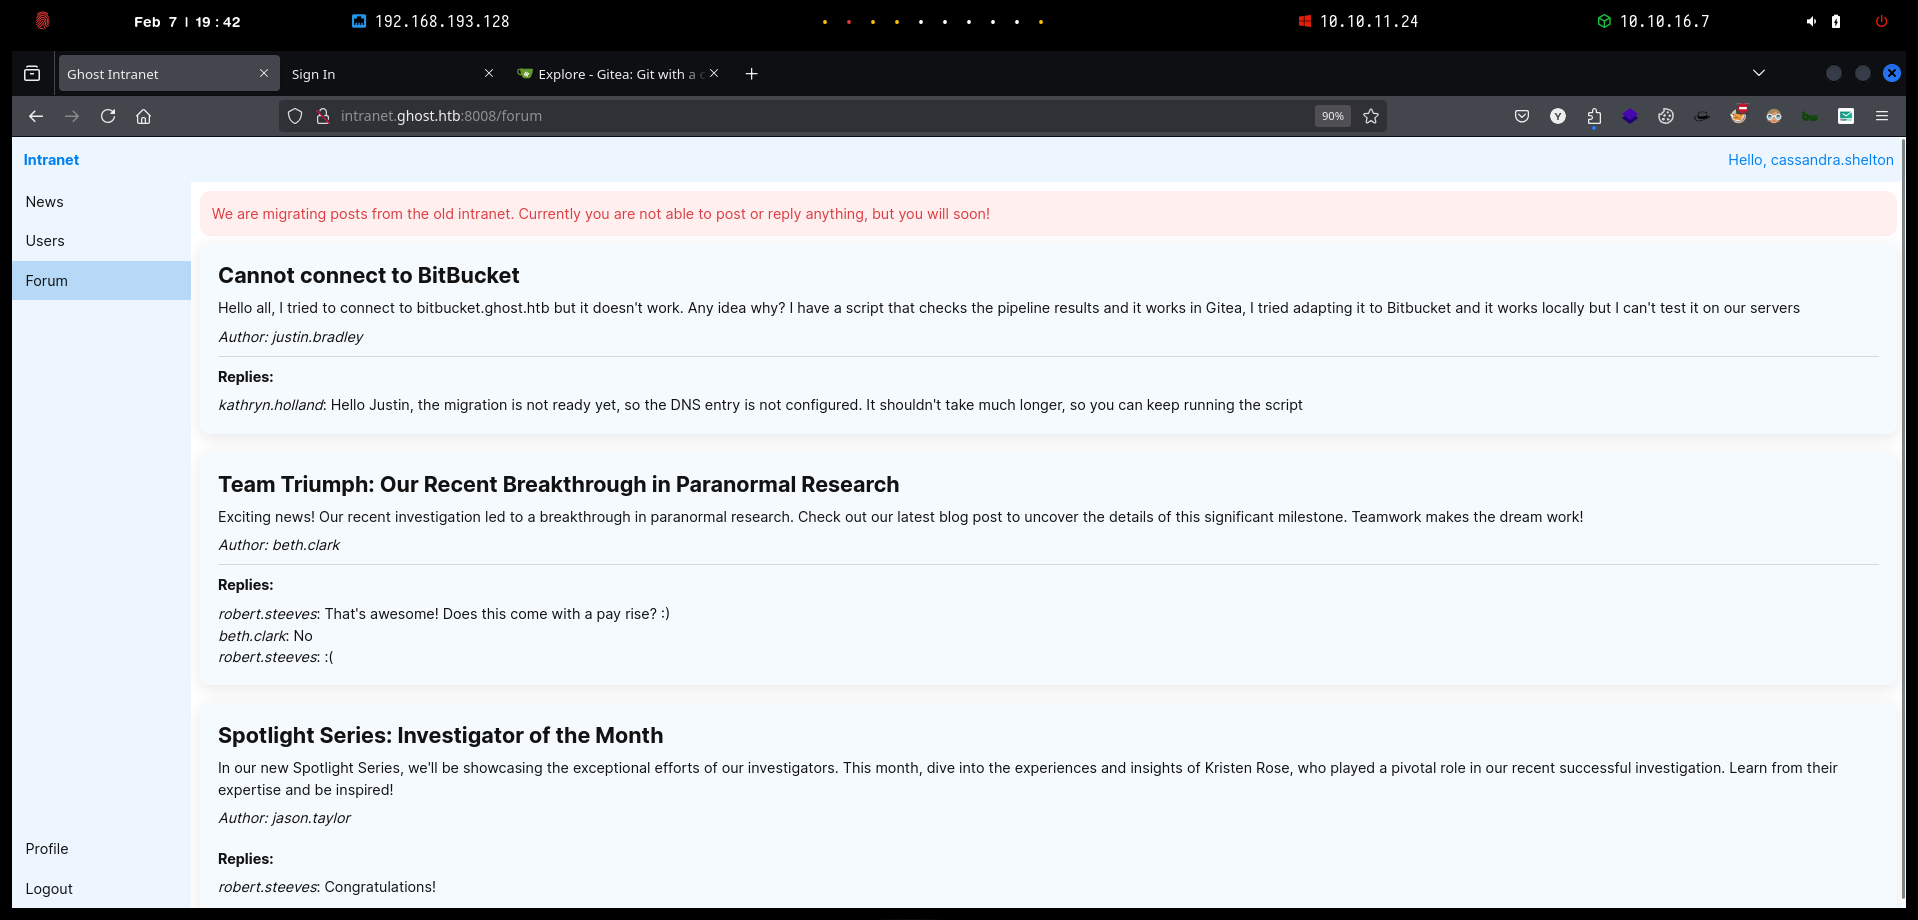 Feb 7 | 19 : 42
192.168.193.128
10.10.11.24
10.10.16.7
Ghost Intranet
Sign In
Explore - Gitea: Git with a c
intranet.ghost.htb:8008/forum
90%
Y
bw
Intranet
Hello, cassandra.shelton
News
Users
Forum
Profile
Logout
We are migrating posts from the old intranet. Currently you are not able to post or reply anything, but you will soon!
Cannot connect to BitBucket
Hello all, I tried to connect to bitbucket.ghost.htb but it doesn't work. Any idea why? I have a script that checks the pipeline results and it works in Gitea, I tried adapting it to Bitbucket and it works locally but I can't test it on our servers
Author: justin.bradley
Replies:
kathryn.holland: Hello Justin, the migration is not ready yet, so the DNS entry is not configured. It shouldn't take much longer, so you can keep running the script
Team Triumph: Our Recent Breakthrough in Paranormal Research
Exciting news! Our recent investigation led to a breakthrough in paranormal research. Check out our latest blog post to uncover the details of this significant milestone. Teamwork makes the dream work!
Author: beth.clark
Replies:
robert.steeves: That's awesome! Does this come with a pay rise? :)
beth.clark: No
robert.steeves: :(
Spotlight Series: Investigator of the Month
In our new Spotlight Series, we'll be showcasing the exceptional efforts of our investigators. This month, dive into the experiences and insights of Kristen Rose, who played a pivotal role in our recent successful investigation. Learn from their
expertise and be inspired!
Author: jason.taylor
Replies:
robert.steeves: Congratulations!